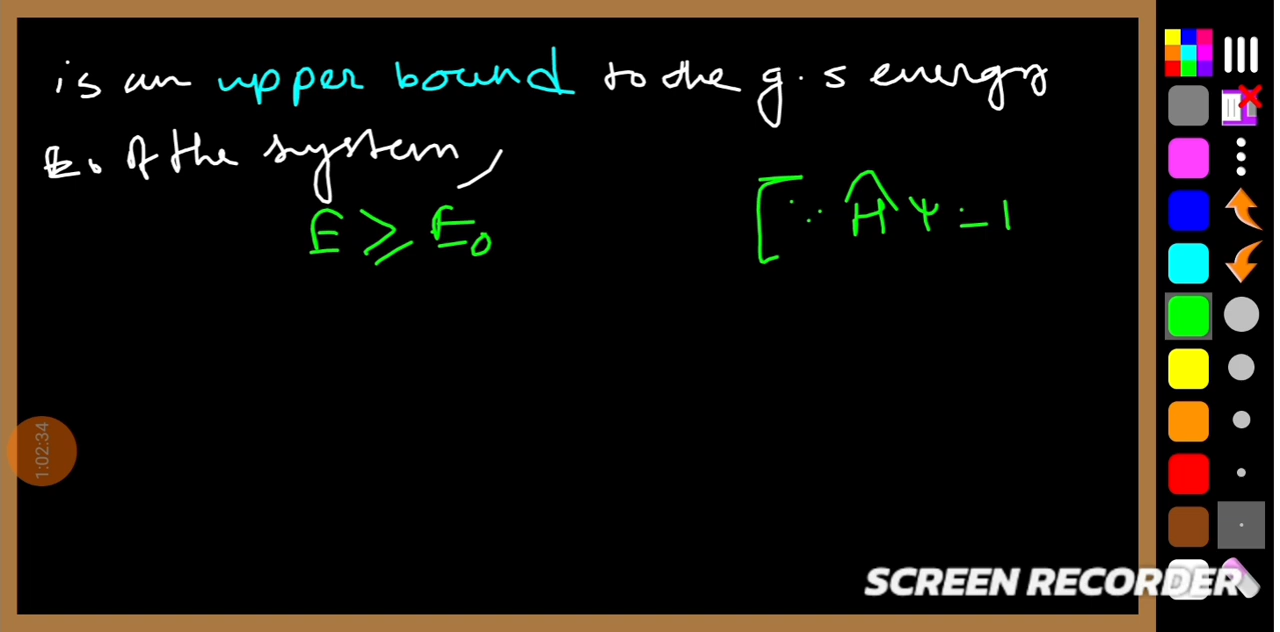 is an upper bound to the g.s energy
E₀ of the system,
E ≥ E₀ [∵ Ĥψ = 1
1:02:34
SCREEN RECORDER